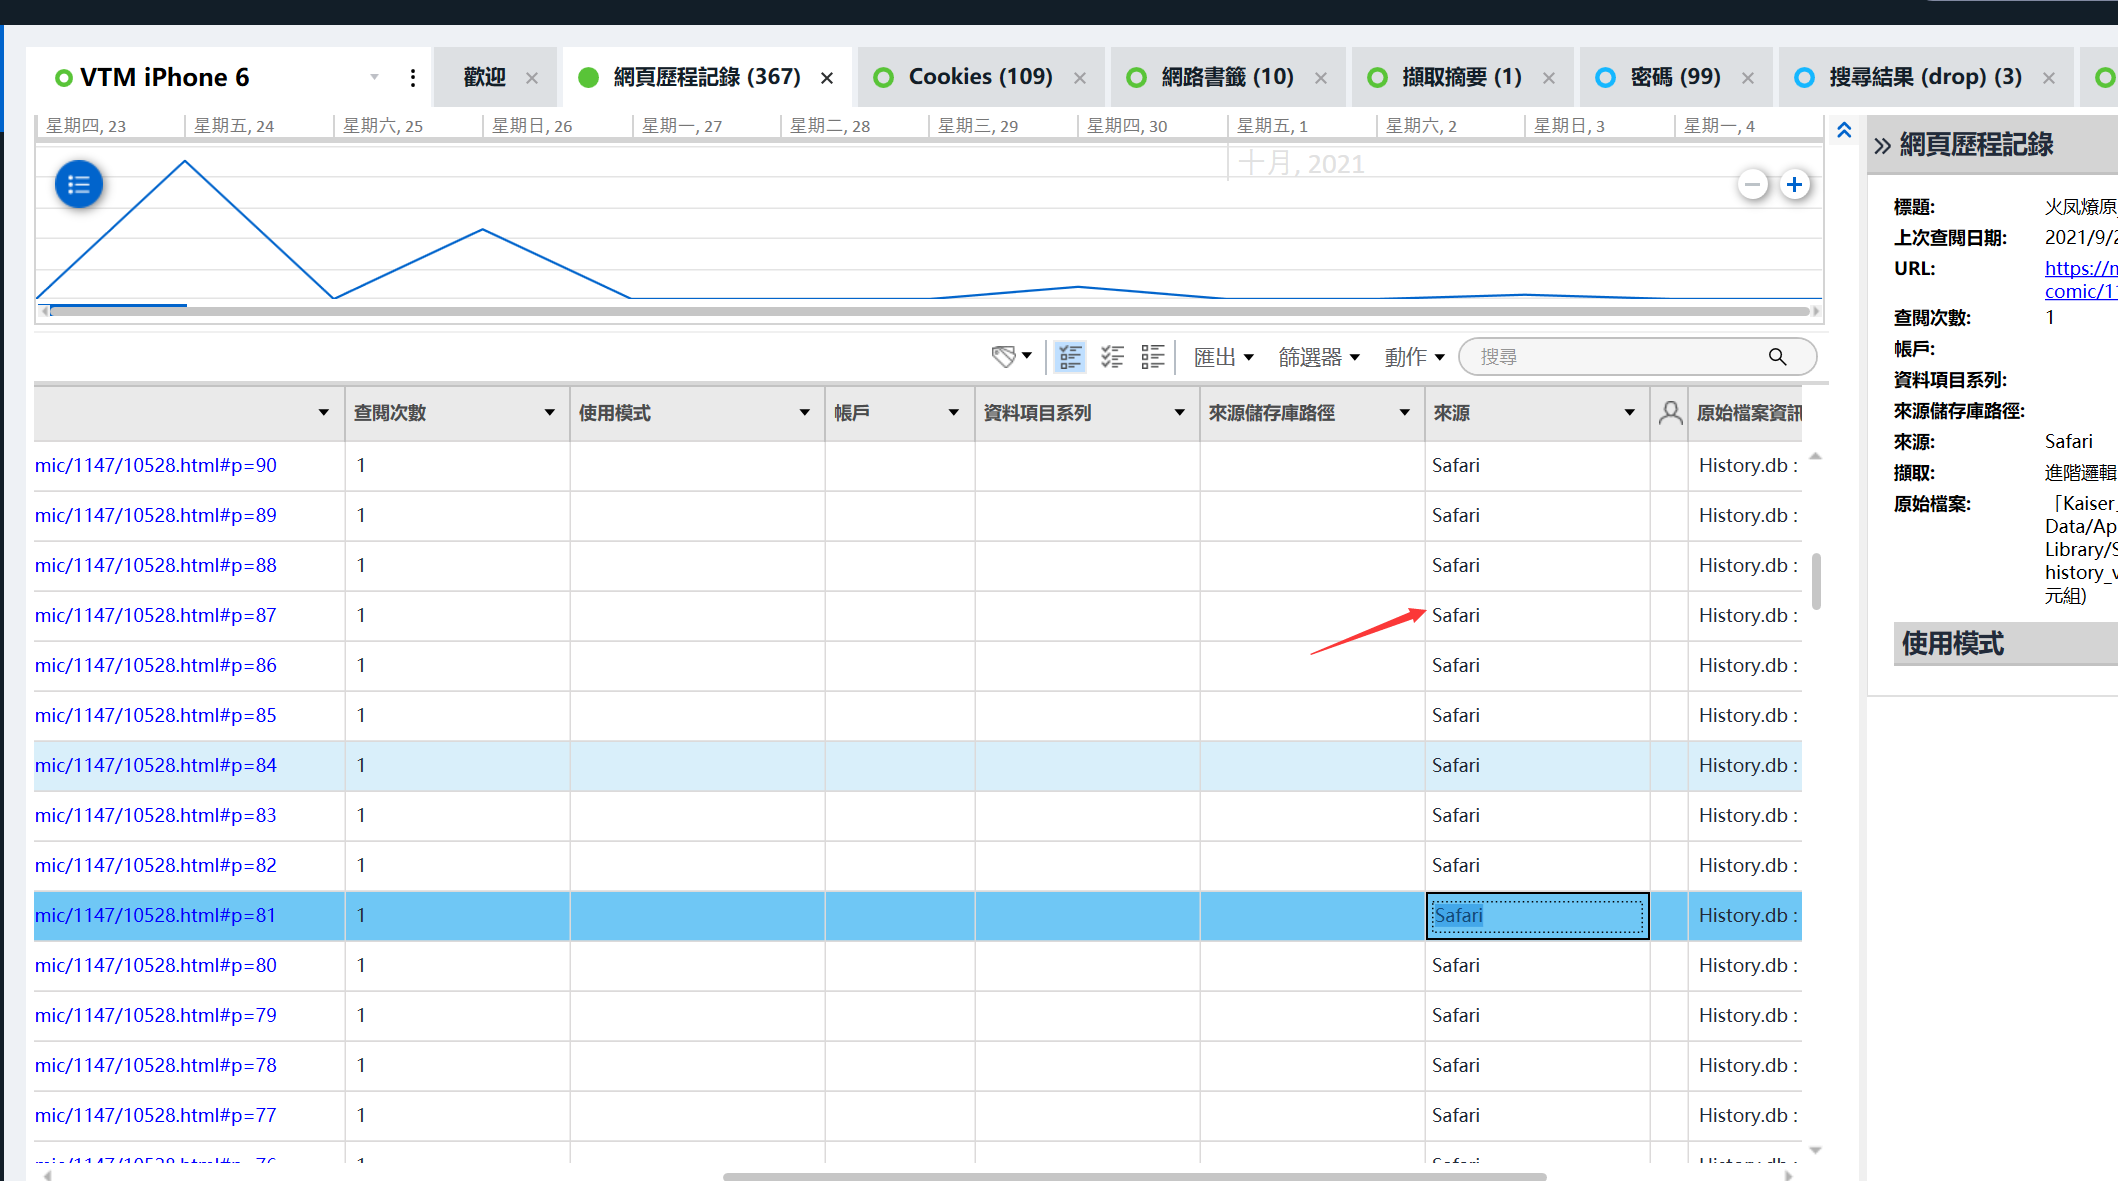 VTM iPhone 6
歡迎
網頁歷程記錄 (367)
Cookies (109)
網路書籤 (10)
擷取摘要 (1)
密碼 (99)
搜尋結果 (drop) (3)
星期四, 23
星期五, 24
星期六, 25
星期日, 26
星期一, 27
星期二, 28
星期三, 29
星期四, 30
星期五, 1
星期六, 2
星期日, 3
星期一, 4
十月, 2021
匯出
篩選器
動作
搜尋
查閱次數 使用模式 帳戶 資料項目系列 來源儲存庫路徑 來源 原始檔案資訊
mic/1147/10528.html#p=90 1 Safari History.db :
mic/1147/10528.html#p=89 1 Safari History.db :
mic/1147/10528.html#p=88 1 Safari History.db :
mic/1147/10528.html#p=87 1 Safari History.db :
mic/1147/10528.html#p=86 1 Safari History.db :
mic/1147/10528.html#p=85 1 Safari History.db :
mic/1147/10528.html#p=84 1 Safari History.db :
mic/1147/10528.html#p=83 1 Safari History.db :
mic/1147/10528.html#p=82 1 Safari History.db :
mic/1147/10528.html#p=81 1 Safari History.db :
mic/1147/10528.html#p=80 1 Safari History.db :
mic/1147/10528.html#p=79 1 Safari History.db :
mic/1147/10528.html#p=78 1 Safari History.db :
mic/1147/10528.html#p=77 1 Safari History.db :
網頁歷程記錄
標題: 火凤燎原
上次查閱日期: 2021/9/2
URL: https://m
comic/1
查閱次數: 1
帳戶:
資料項目系列:
來源儲存庫路徑:
來源: Safari
擷取: 進階邏輯
原始檔案: 「Kaiser
Data/Ap
Library/S
history_v
元組)
使用模式